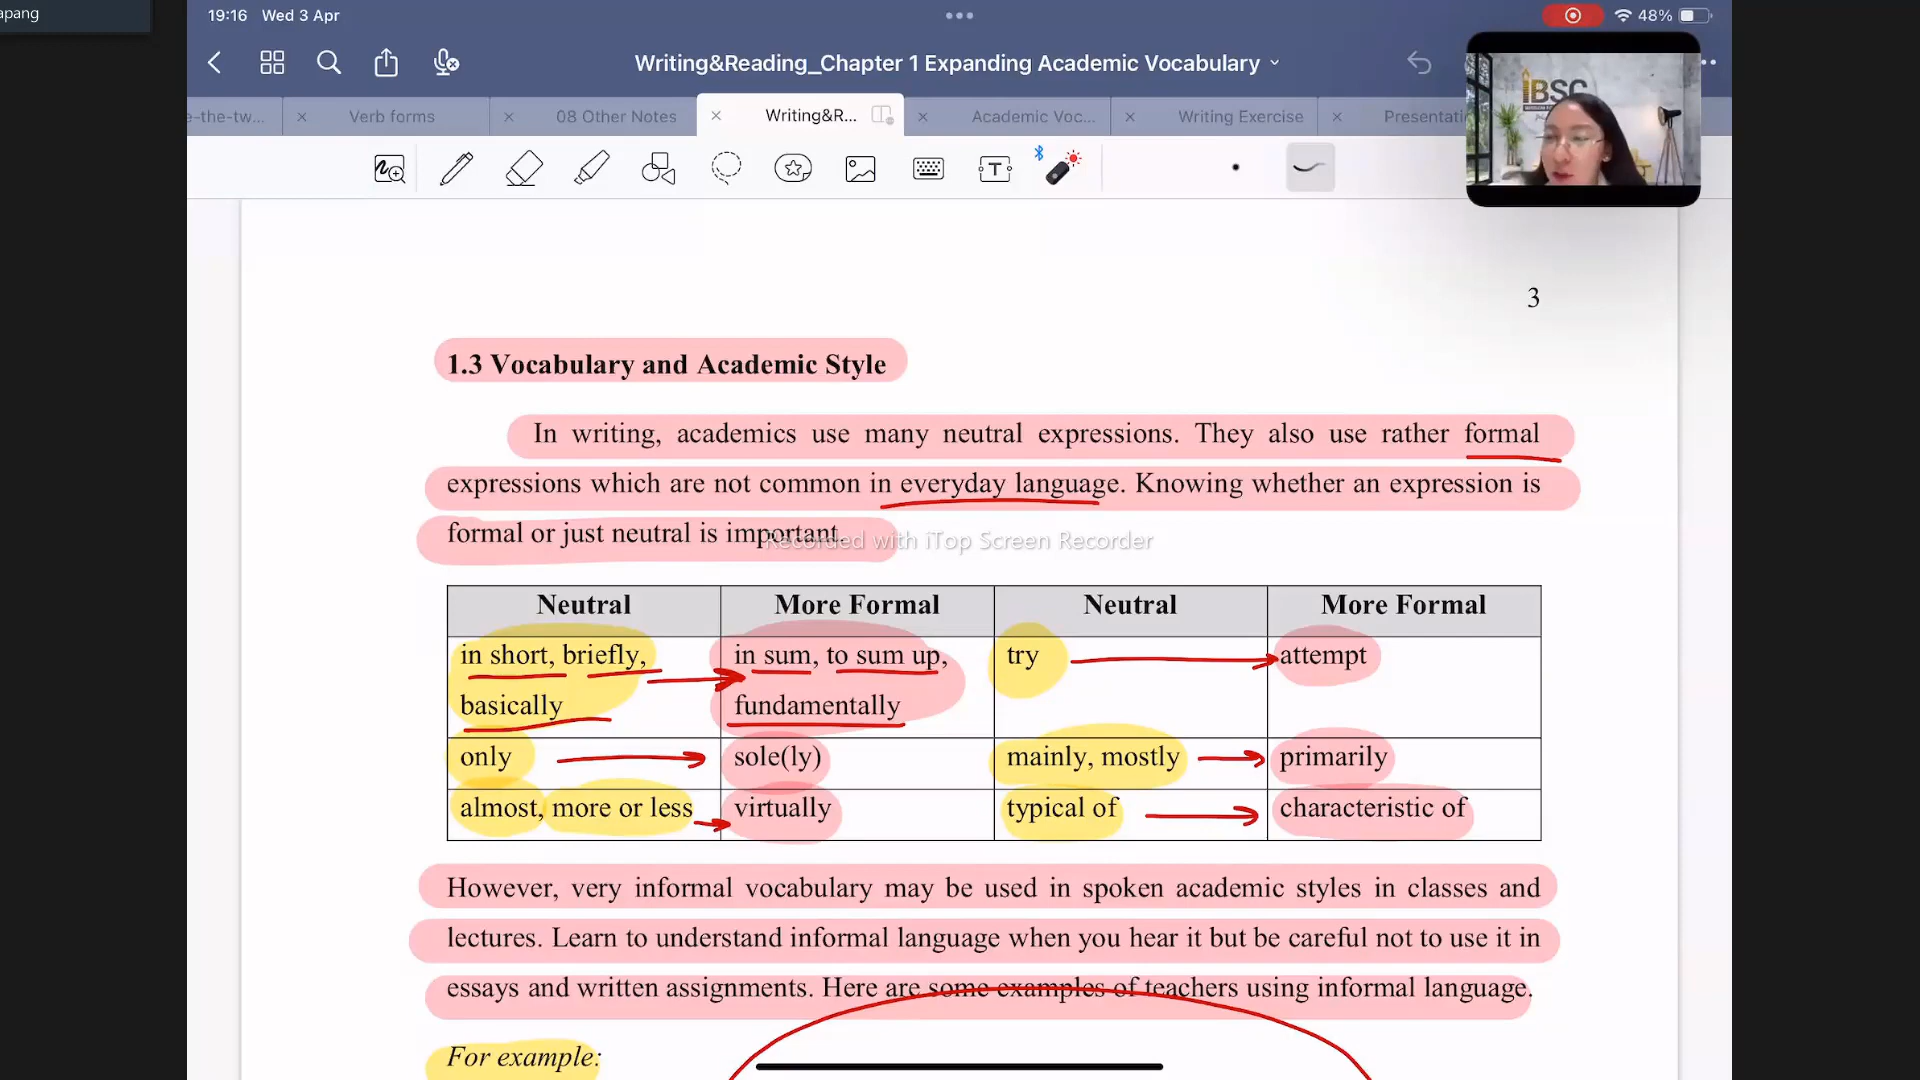 apang
19:16 Wed 3 Apr
48%
Writing&Reading_Chapter 1 Expanding Academic Vocabulary
e-the-tw...
Verb forms
08 Other Notes
Writing&R...
Academic Voc...
Writing Exercise
Presentati
iBSC
3
1.3 Vocabulary and Academic Style
In writing, academics use many neutral expressions. They also use rather formal
expressions which are not common in everyday language. Knowing whether an expression is
formal or just neutral is important.
Recorded with iTop Screen Recorder
Neutral More Formal Neutral More Formal
in short, briefly, in sum, to sum up, try attempt
basically fundamentally
only sole(ly) mainly, mostly primarily
almost, more or less virtually typical of characteristic of
However, very informal vocabulary may be used in spoken academic styles in classes and
lectures. Learn to understand informal language when you hear it but be careful not to use it in
essays and written assignments. Here are some examples of teachers using informal language.
For example: